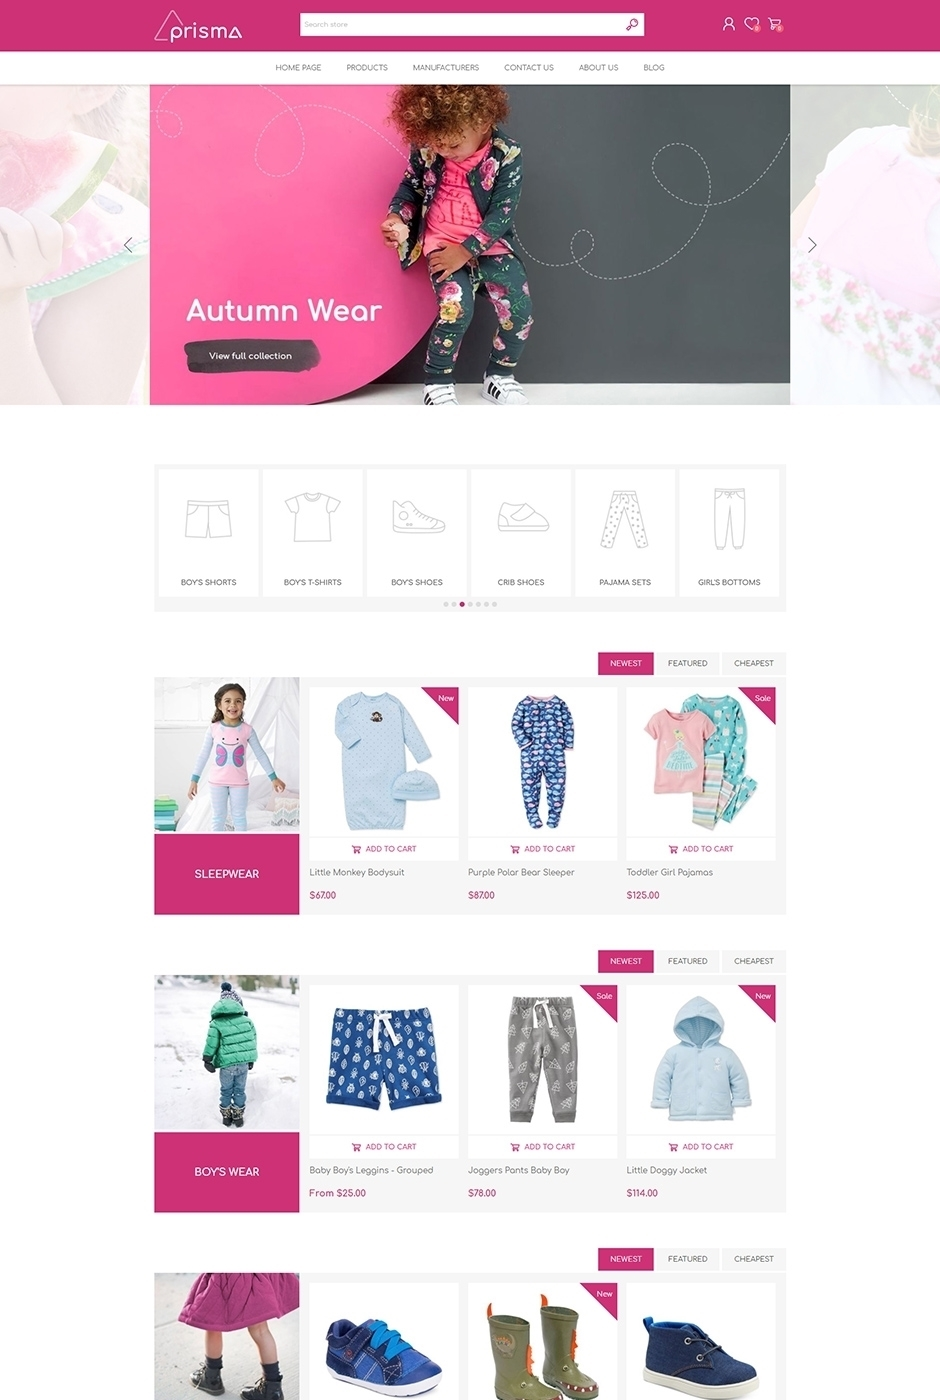 prisma
Search store
0
0
HOME PAGE PRODUCTS MANUFACTURERS CONTACT US ABOUT US BLOG
Autumn Wear
View full collection
BOY'S SHORTS BOY'S T-SHIRTS BOY'S SHOES CRIB SHOES PAJAMA SETS GIRL'S BOTTOMS
NEWEST FEATURED CHEAPEST
New
Sale
ADD TO CART ADD TO CART ADD TO CART
SLEEPWEAR
Little Monkey Bodysuit Purple Polar Bear Sleeper Toddler Girl Pajamas
$67.00 $87.00 $125.00
NEWEST FEATURED CHEAPEST
Sale
New
ADD TO CART ADD TO CART ADD TO CART
BOY'S WEAR
Baby Boy's Leggins - Grouped Joggers Pants Baby Boy Little Doggy Jacket
From $25.00 $78.00 $114.00
NEWEST FEATURED CHEAPEST
New